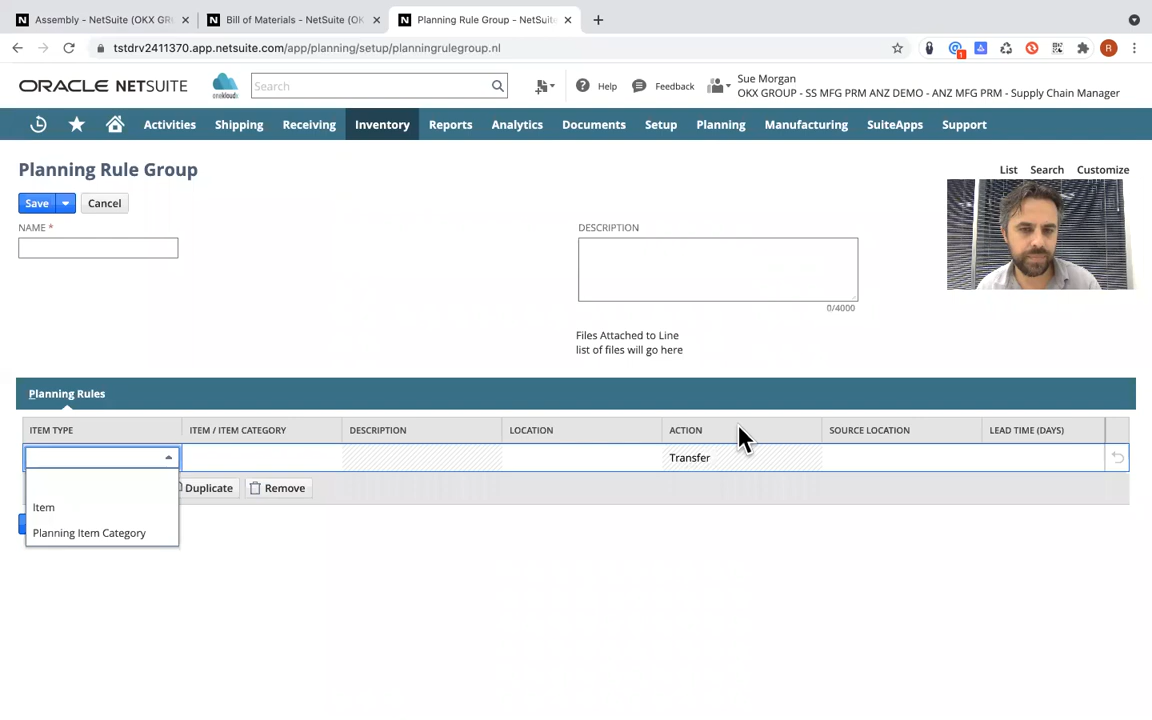 Assembly - NetSuite (OKX GR
Bill of Materials - NetSuite (OK
Planning Rule Group - NetSuite
tstdrv2411370.app.netsuite.com/app/planning/setup/planningrulegroup.nl
1
R
ORACLE NETSUITE
onekloudx
Search
Help
Feedback
Sue Morgan
OKX GROUP - SS MFG PRM ANZ DEMO - ANZ MFG PRM - Supply Chain Manager
Activities Shipping Receiving Inventory Reports Analytics Documents Setup Planning Manufacturing SuiteApps Support
Planning Rule Group
List Search Customize
Save
Cancel
NAME *
DESCRIPTION
0/4000
Files Attached to Line
list of files will go here
Planning Rules
ITEM TYPE ITEM / ITEM CATEGORY DESCRIPTION LOCATION ACTION SOURCE LOCATION LEAD TIME (DAYS)
Transfer
Duplicate Remove
Item
Planning Item Category